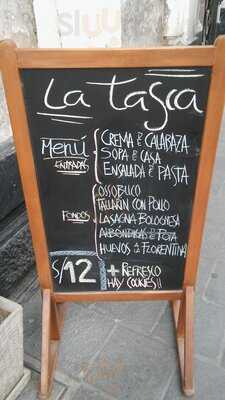 La Tasca
Menú
ENTRADAS
CREMA DE CALABAZA
SOPA DE CASA
ENSALADA DE PASTA
FONDOS
OSSOBUCO
TALLARIN CON POLLO
LASAGNA BOLOGNESA
ALBÓNDIGAS DE POTA
HUEVOS A LA FLORENTINA
S/12
+ REFRESCO
HAY COOKIES!!